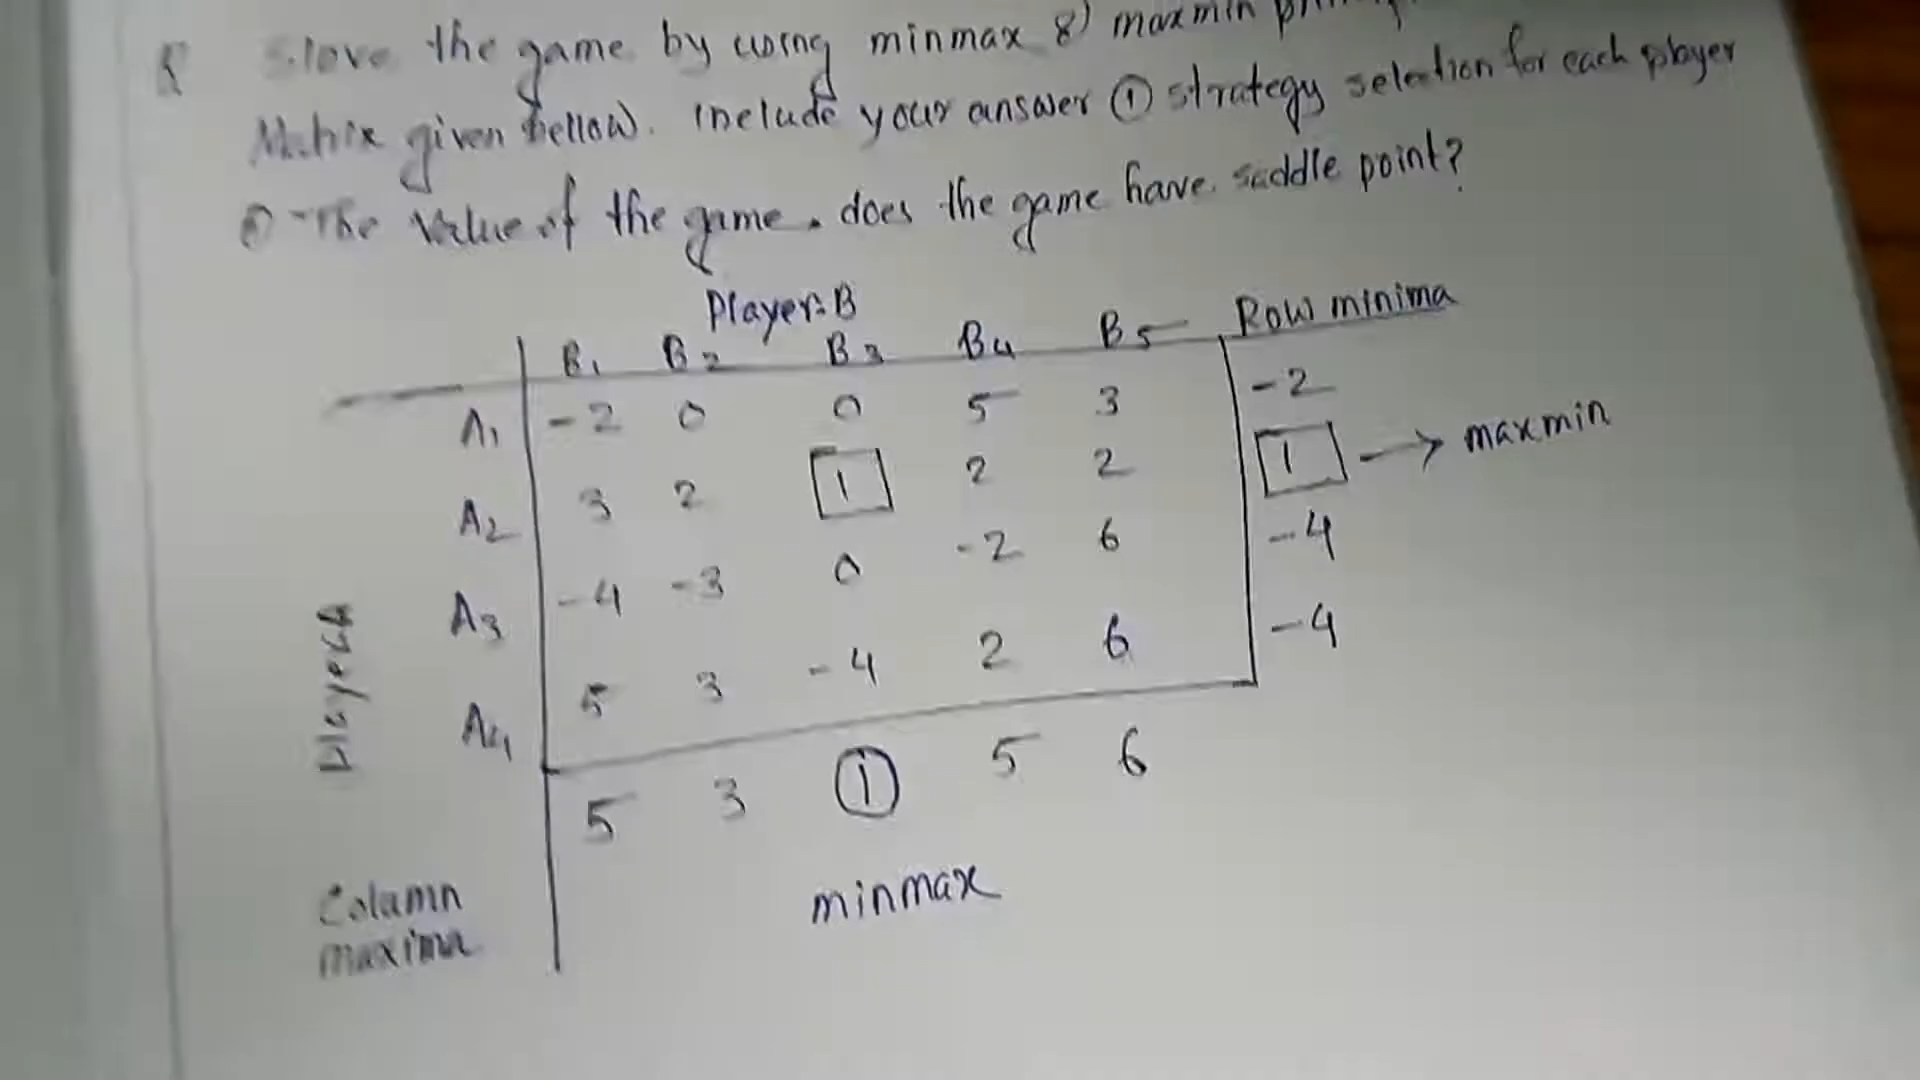 Slove the game by using minmax & maxmin
Matrix given bellow. Include your answer ① strategy selection for each player
The value of the game. does the game have saddle point?
Player:B
B1 B2 B3 B4 B5 Row minima
A1 -2 0 0 5 3 -2
A2 3 2 1 2 2 1 → maxmin
A3 -4 -3 0 -2 6 -4
A4 5 3 -4 2 6 -4
PlayerA
5 3 1 5 6
Column
maxima
minmax